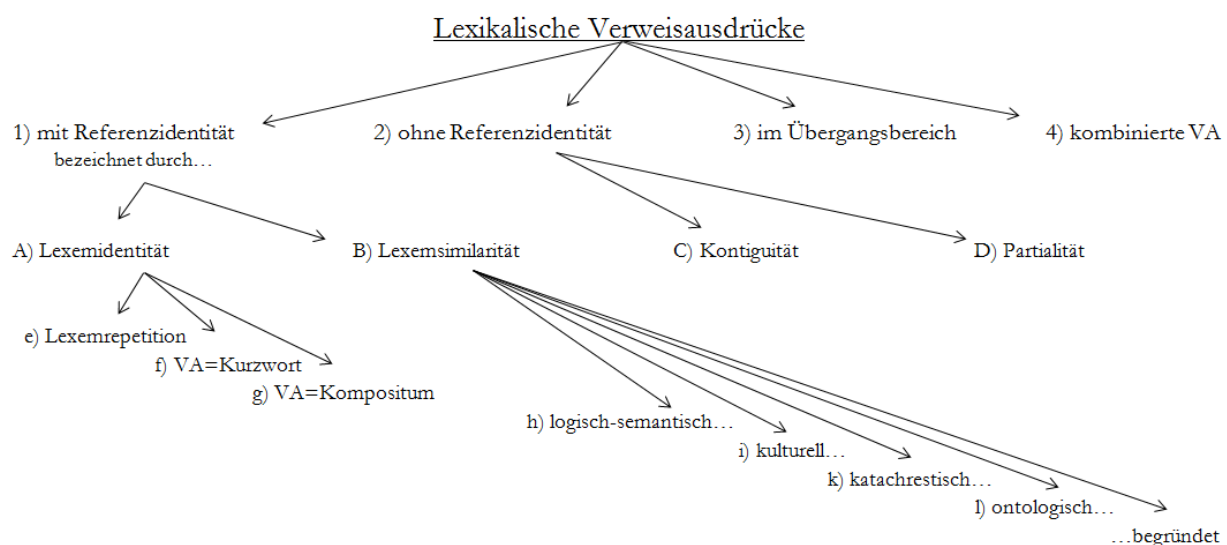 Lexikalische Verweisausdrücke
1) mit Referenzidentität
bezeichnet durch…
2) ohne Referenzidentität
3) im Übergangsbereich
4) kombinierte VA
A) Lexemidentität
B) Lexemsimilarität
C) Kontiguität
D) Partialität
e) Lexemrepetition
f) VA=Kurzwort
g) VA=Kompositum
h) logisch-semantisch…
i) kulturell…
k) katachrestisch…
l) ontologisch…
…begründet